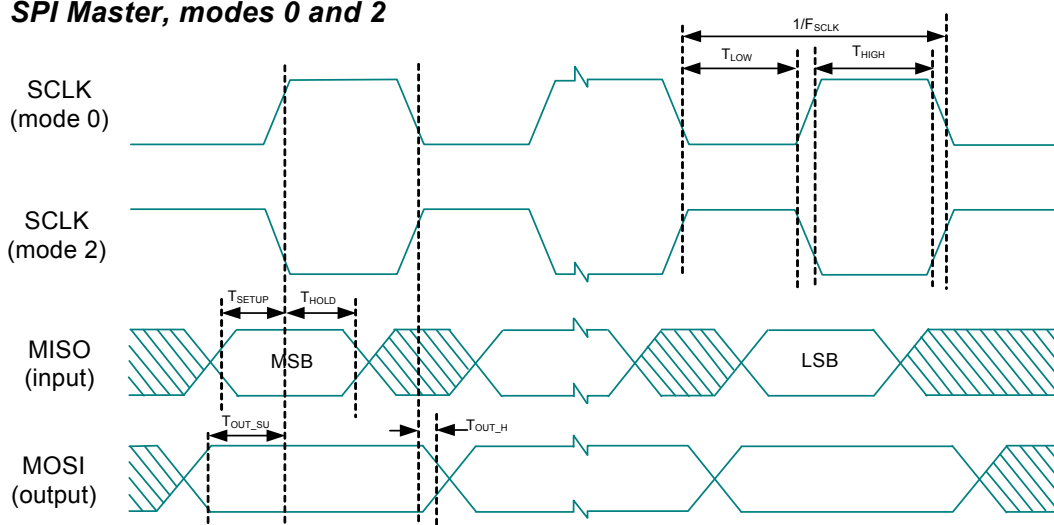 SPI Master, modes 0 and 2
1/FSCLK
TLOW
THIGH
SCLK
(mode 0)
SCLK
(mode 2)
TSETUP
THOLD
MISO
(input)
MSB
LSB
TOUT_SU
TOUT_H
MOSI
(output)